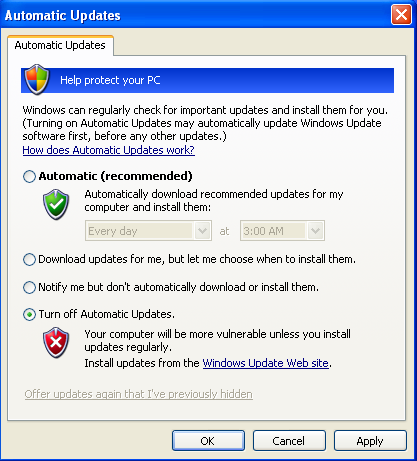 Automatic Updates
Automatic Updates
Help protect your PC
Windows can regularly check for important updates and install them for you.
(Turning on Automatic Updates may automatically update Windows Update
software first, before any other updates.)
How does Automatic Updates work?
Automatic (recommended)
Automatically download recommended updates for my
computer and install them:
Every day at 3:00 AM
Download updates for me, but let me choose when to install them.
Notify me but don't automatically download or install them.
Turn off Automatic Updates.
Your computer will be more vulnerable unless you install
updates regularly.
Install updates from the Windows Update Web site.
Offer updates again that I've previously hidden
OK Cancel Apply